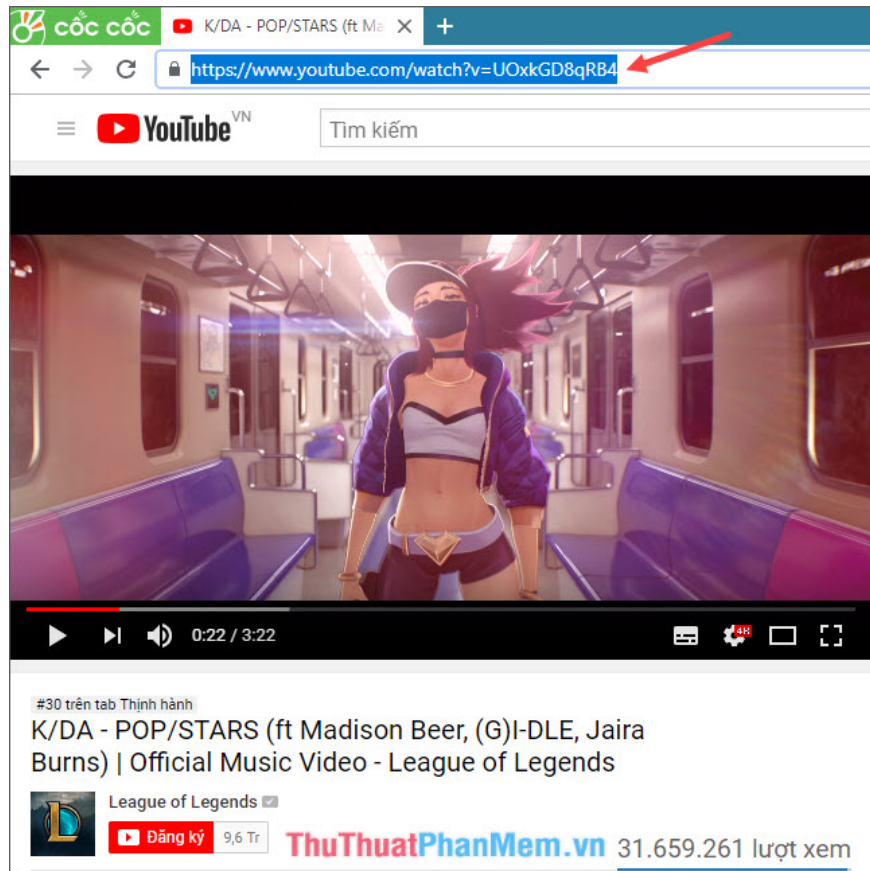 cốc cốc
K/DA - POP/STARS (ft Ma
https://www.youtube.com/watch?v=UOxkGD8qRB4
YouTube VN
Tìm kiếm
0:22 / 3:22
4K
#30 trên tab Thịnh hành
K/DA - POP/STARS (ft Madison Beer, (G)I-DLE, Jaira
Burns) | Official Music Video - League of Legends
League of Legends
Đăng ký 9,6 Tr
ThuThuatPhanMem.vn
31.659.261 lượt xem